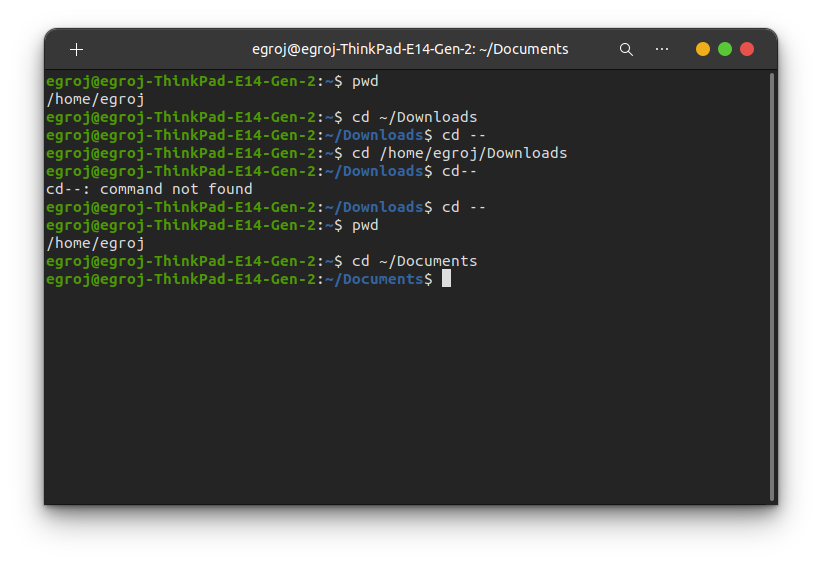 egroj@egroj-ThinkPad-E14-Gen-2: ~/Documents
egroj@egroj-ThinkPad-E14-Gen-2:~$ pwd
/home/egroj
egroj@egroj-ThinkPad-E14-Gen-2:~$ cd ~/Downloads
egroj@egroj-ThinkPad-E14-Gen-2:~/Downloads$ cd --
egroj@egroj-ThinkPad-E14-Gen-2:~$ cd /home/egroj/Downloads
egroj@egroj-ThinkPad-E14-Gen-2:~/Downloads$ cd--
cd--: command not found
egroj@egroj-ThinkPad-E14-Gen-2:~/Downloads$ cd --
egroj@egroj-ThinkPad-E14-Gen-2:~$ pwd
/home/egroj
egroj@egroj-ThinkPad-E14-Gen-2:~$ cd ~/Documents
egroj@egroj-ThinkPad-E14-Gen-2:~/Documents$